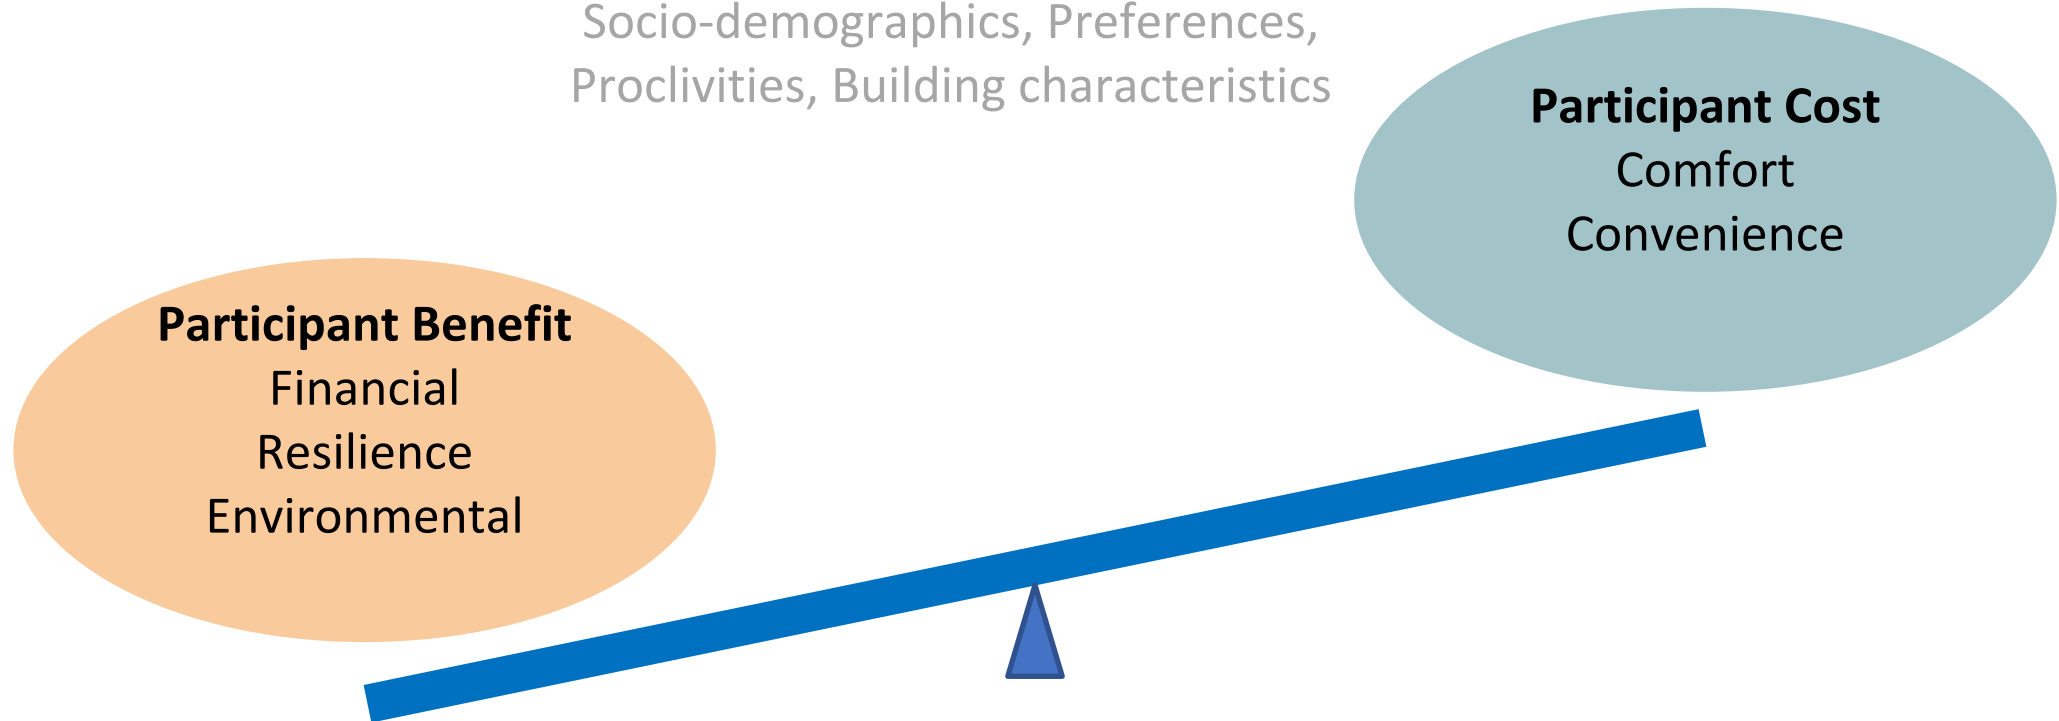 Socio-demographics, Preferences,
Proclivities, Building characteristics
Participant Cost
Comfort
Convenience
Participant Benefit
Financial
Resilience
Environmental